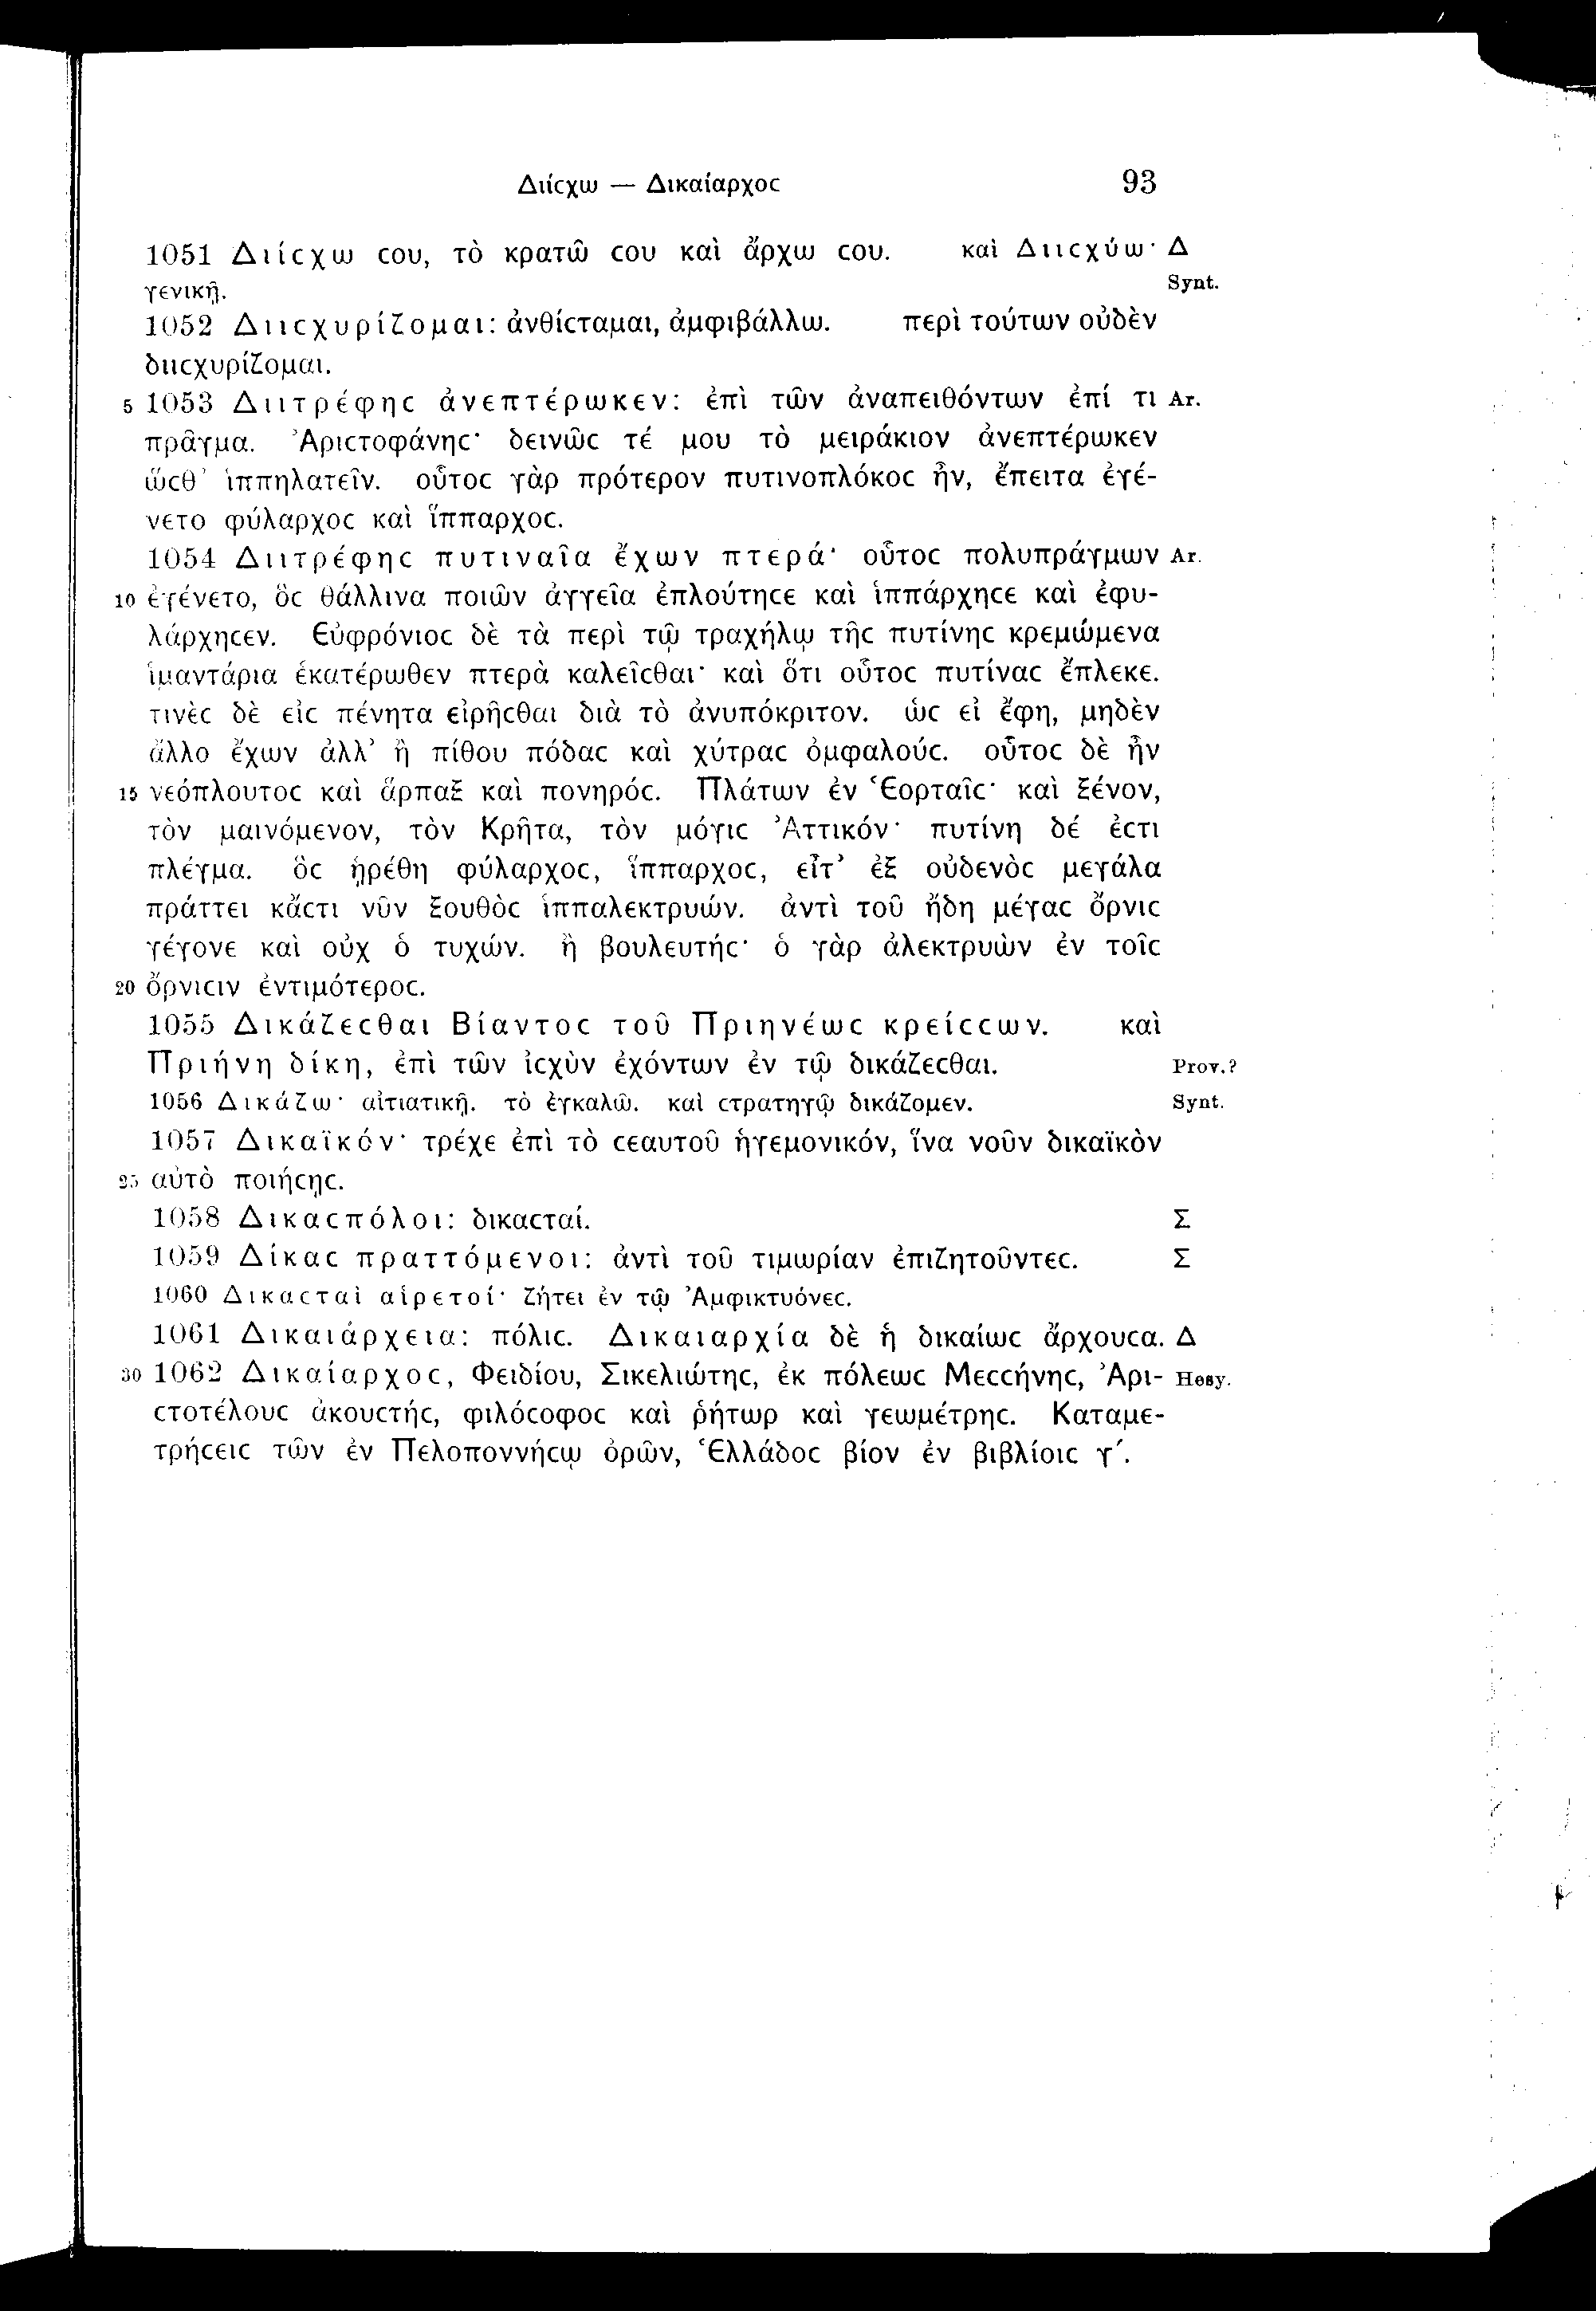 Διίϲχω — Δικαίαρχοϲ 93
1051 Διίϲχω ϲου, τὸ κρατῶ ϲου καὶ ἄρχω ϲου. καὶ Διιϲχύω· Δ
γενικῇ. Synt.
1052 Διιϲχυρίζομαι: ἀνθίϲταμαι, ἀμφιβάλλω. περὶ τούτων οὐδὲν
διιϲχυρίζομαι.
5 1053 Διιτρέφηϲ ἀνεπτέρωκεν: ἐπὶ τῶν ἀναπειθόντων ἐπί τι Ar.
πρᾶγμα. Ἀριϲτοφάνηϲ· δεινῶϲ τέ μου τὸ μειράκιον ἀνεπτέρωκεν
ὥϲθ’ ἱππηλατεῖν. οὗτοϲ γὰρ πρότερον πυτινοπλόκοϲ ἦν, ἔπειτα ἐγέ-
νετο φύλαρχοϲ καὶ ἵππαρχοϲ.
1054 Διιτρέφηϲ πυτιναῖα ἔχων πτερά· οὗτοϲ πολυπράγμων Ar.
10 ἐγένετο, ὃϲ θάλλινα ποιῶν ἀγγεῖα ἐπλούτηϲε καὶ ἱππάρχηϲε καὶ ἐφυ-
λάρχηϲεν. Εὐφρόνιοϲ δὲ τὰ περὶ τῷ τραχήλῳ τῆϲ πυτίνηϲ κρεμώμενα
ἱμαντάρια ἑκατέρωθεν πτερὰ καλεῖϲθαι· καὶ ὅτι οὗτοϲ πυτίναϲ ἔπλεκε.
τινὲϲ δὲ εἰϲ πένητα εἰρῆϲθαι διὰ τὸ ἀνυπόκριτον. ὡϲ εἰ ἔφη, μηδὲν
ἄλλο ἔχων ἀλλ’ ἢ πίθου πόδαϲ καὶ χύτραϲ ὀμφαλούϲ. οὗτοϲ δὲ ἦν
15 νεόπλουτοϲ καὶ ἅρπαξ καὶ πονηρόϲ. Πλάτων ἐν Ἑορταῖϲ· καὶ ξένον,
τὸν μαινόμενον, τὸν Κρῆτα, τὸν μόγιϲ Ἀττικόν· πυτίνη δέ ἐϲτι
πλέγμα. ὃϲ ᾑρέθη φύλαρχοϲ, ἵππαρχοϲ, εἶτ’ ἐξ οὐδενὸϲ μεγάλα
πράττει κἄϲτι νῦν ξουθὸϲ ἱππαλεκτρυών. ἀντὶ τοῦ ἤδη μέγαϲ ὄρνιϲ
γέγονε καὶ οὐχ ὁ τυχών. ἢ βουλευτήϲ· ὁ γὰρ ἀλεκτρυὼν ἐν τοῖϲ
20 ὄρνιϲιν ἐντιμότεροϲ.
1055 Δικάζεϲθαι Βίαντοϲ τοῦ Πριηνέωϲ κρείϲϲων. καὶ
Πριήνη δίκη, ἐπὶ τῶν ἰϲχὺν ἐχόντων ἐν τῷ δικάζεϲθαι. Prov.?
1056 Δικάζω· αἰτιατικῇ. τὸ ἐγκαλῶ. καὶ ϲτρατηγῷ δικάζομεν. Synt.
1057 Δικαϊκόν· τρέχε ἐπὶ τὸ ϲεαυτοῦ ἡγεμονικόν, ἵνα νοῦν δικαϊκὸν
25 αὐτὸ ποιήϲῃϲ.
1058 Δικαϲπόλοι: δικαϲταί. Σ
1059 Δίκαϲ πραττόμενοι: ἀντὶ τοῦ τιμωρίαν ἐπιζητοῦντεϲ. Σ
1060 Δικαϲταὶ αἱρετοί· ζήτει ἐν τῷ Ἀμφικτυόνεϲ.
1061 Δικαιάρχεια: πόλιϲ. Δικαιαρχία δὲ ἡ δικαίωϲ ἄρχουϲα. Δ
30 1062 Δικαίαρχοϲ, Φειδίου, Σικελιώτηϲ, ἐκ πόλεωϲ Μεϲϲήνηϲ, Ἀρι- Hesy.
ϲτοτέλουϲ ἀκουϲτήϲ, φιλόϲοφοϲ καὶ ῥήτωρ καὶ γεωμέτρηϲ. Καταμε-
τρήϲειϲ τῶν ἐν Πελοποννήϲῳ ὀρῶν, Ἑλλάδοϲ βίον ἐν βιβλίοιϲ γ′.